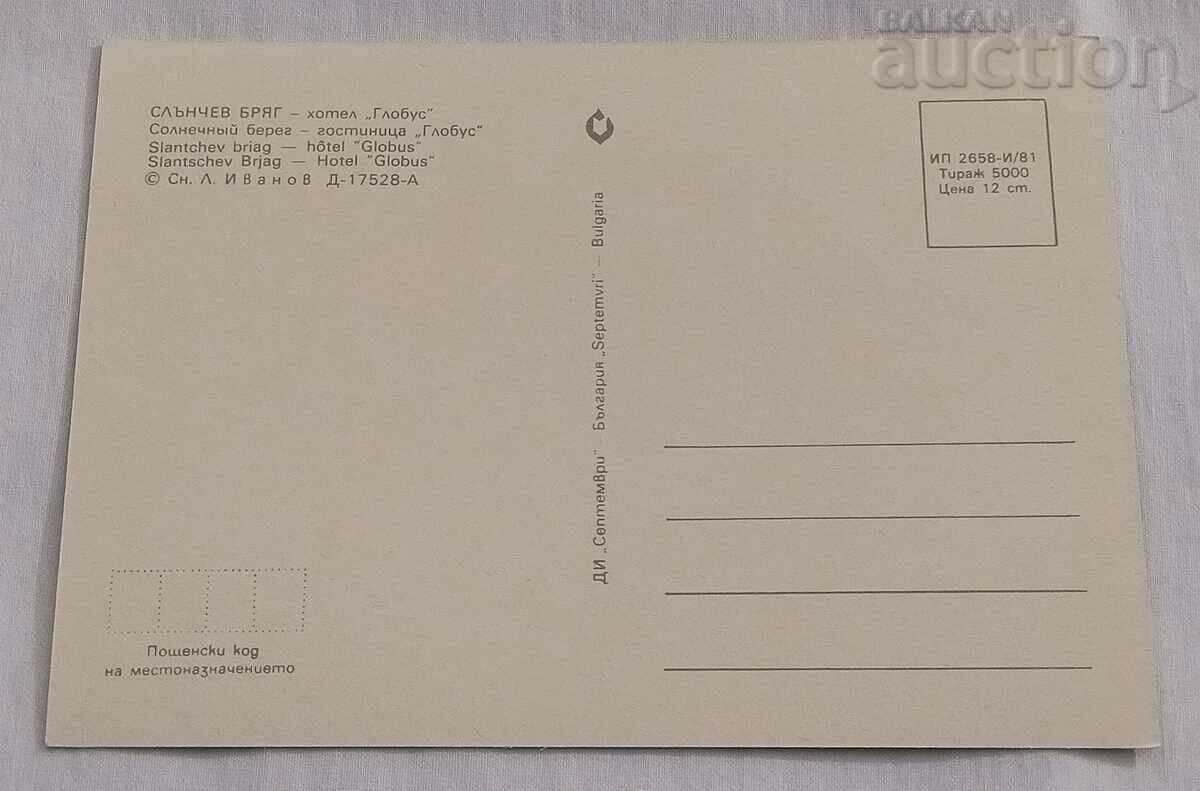 BALKAN
auction
СЛЪНЧЕВ БРЯГ – хотел „Глобус"
Солнечный берег – гостиница „Глобус"
Slantchev briag — hôtel "Globus"
Slantschev Brjag — Hotel "Globus"
© Сн. Л. Иванов Д-17528-А
ИП 2658-И/81
Тираж 5000
Цена 12 ст.
ДИ „Септември" - България „Septemvri" — Bulgaria
Пощенски код
на местоназначението